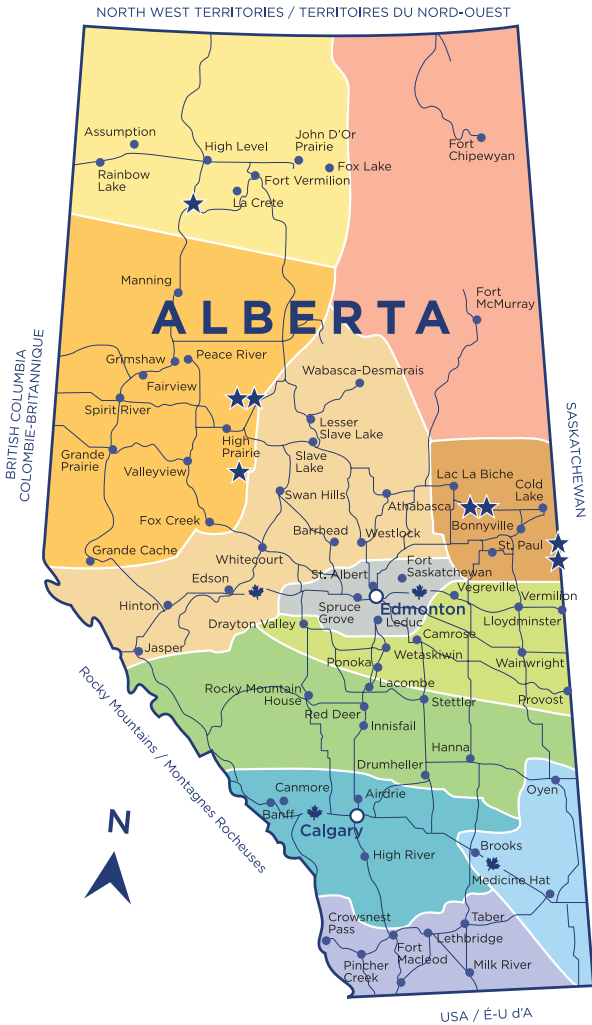 NORTH WEST TERRITORIES / TERRITOIRES DU NORD-OUEST
Assumption
High Level
John D'Or
Prairie
Fort
Chipewyan
Rainbow
Lake
Fox Lake
Fort Vermilion
La Crete
Manning
Fort
McMurray
ALBERTA
Grimshaw
Peace River
Fairview
Wabasca-Desmarais
BRITISH COLUMBIA
COLOMBIE-BRITANNIQUE
SASKATCHEWAN
Spirit River
Lesser
Slave Lake
High
Prairie
Grande
Prairie
Valleyview
Slave
Lake
Lac La Biche
Cold
Lake
Swan Hills
Athabasca
Bonnyville
Fox Creek
Barrhead
Westlock
St. Paul
Grande Cache
Whitecourt
Fort
Saskatchewan
St. Albert
Edson
Vegreville
Vermilion
Hinton
Spruce
Grove
Edmonton
Lloydminster
Drayton Valley
Leduc
Camrose
Jasper
Wetaskiwin
Ponoka
Wainwright
Rocky Mountains / Montagnes Rocheuses
Rocky Mountain
House
Lacombe
Stettler
Provost
Red Deer
Innisfail
Hanna
Drumheller
Oyen
Canmore
Airdrie
Banff
Calgary
N
High River
Brooks
Medicine Hat
Crowsnest
Pass
Taber
Lethbridge
Fort
Macleod
Pincher
Creek
Milk River
USA / É-U d'A